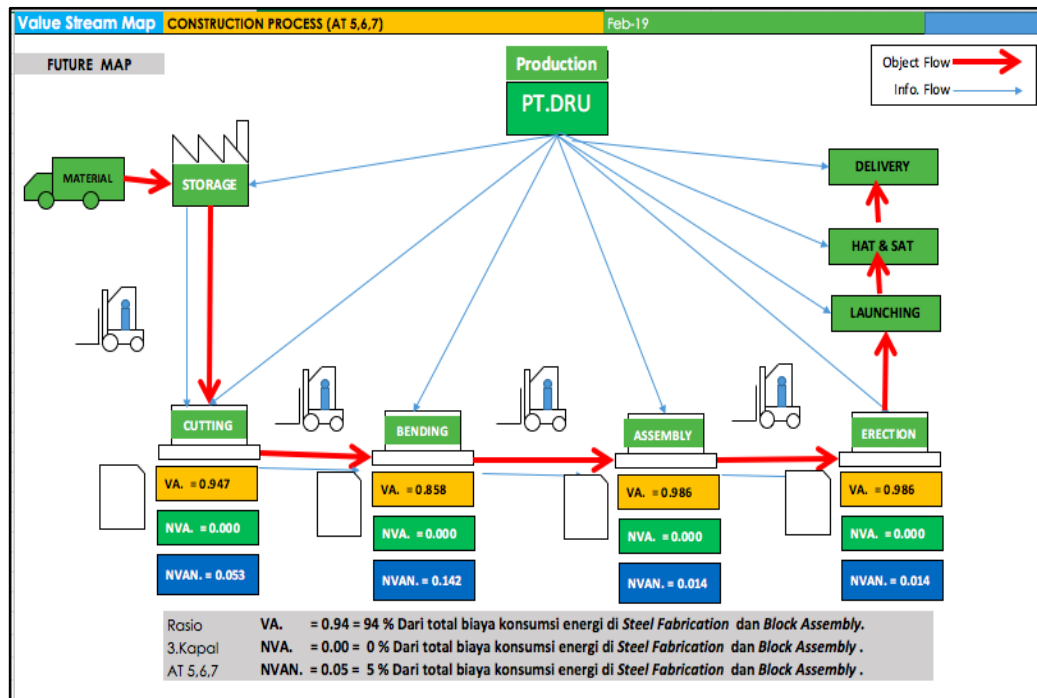 Value Stream Map CONSTRUCTION PROCESS (AT 5,6,7) Feb-19
FUTURE MAP
Production
PT.DRU
Object Flow
Info. Flow
MATERIAL
STORAGE
DELIVERY
HAT & SAT
LAUNCHING
CUTTING
BENDING
ASSEMBLY
ERECTION
VA. = 0.947
NVA. = 0.000
NVAN. = 0.053
VA. = 0.858
NVA. = 0.000
NVAN. = 0.142
VA. = 0.986
NVA. = 0.000
NVAN. = 0.014
VA. = 0.986
NVA. = 0.000
NVAN. = 0.014
Rasio VA. = 0.94 = 94 % Dari total biaya konsumsi energi di Steel Fabrication dan Block Assembly.
3.Kapal NVA. = 0.00 = 0 % Dari total biaya konsumsi energi di Steel Fabrication dan Block Assembly .
AT 5,6,7 NVAN. = 0.05 = 5 % Dari total biaya konsumsi energi di Steel Fabrication dan Block Assembly .